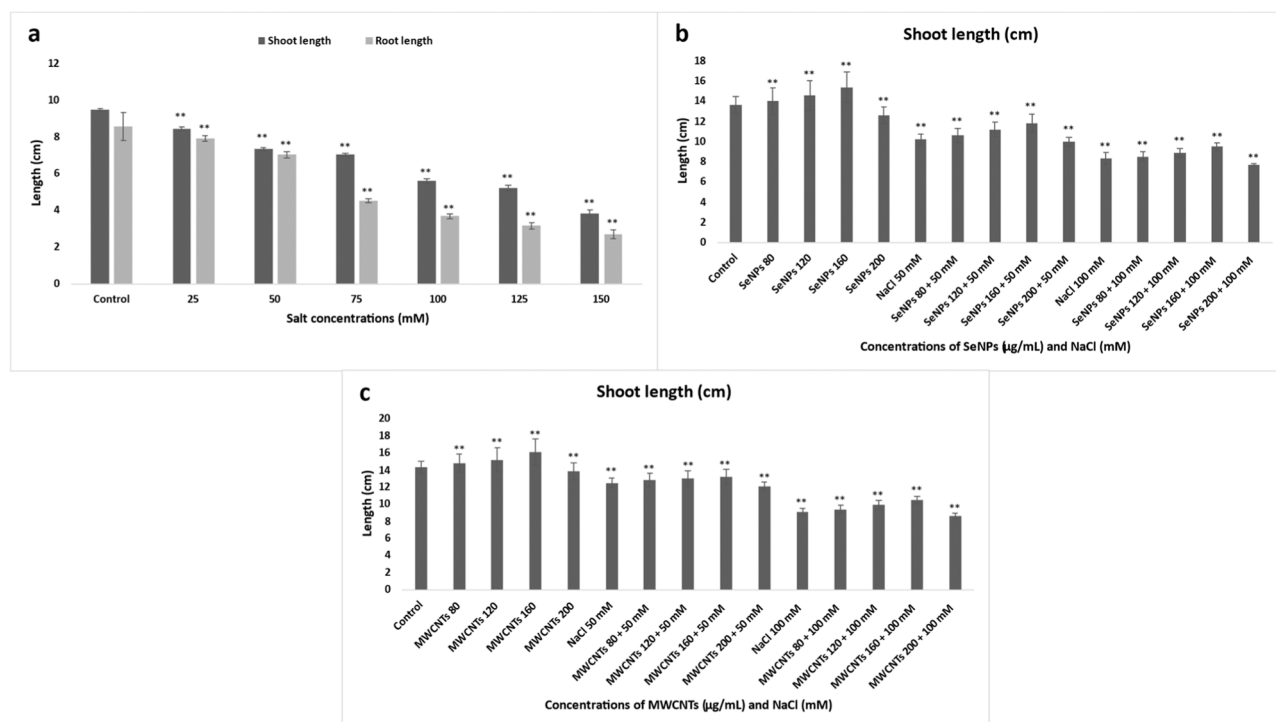 a
Shoot length
Root length
12
10
8
6
4
2
0
Length (cm)
**
**
**
**
**
**
**
**
**
**
**
**
Control
25
50
75
100
125
150
Salt concentrations (mM)
b
Shoot length (cm)
18
16
14
12
10
8
6
4
2
0
Length (cm)
**
**
**
**
**
**
**
**
**
**
**
**
**
**
Control
SeNPs 80
SeNPs 120
SeNPs 160
SeNPs 200
NaCl 50 mM
SeNPs 80 + 50 mM
SeNPs 120 + 50 mM
SeNPs 160 + 50 mM
SeNPs 200 + 50 mM
NaCl 100 mM
SeNPs 80 + 100 mM
SeNPs 120 + 100 mM
SeNPs 160 + 100 mM
SeNPs 200 + 100 mM
Concentrations of SeNPs (µg/mL) and NaCl (mM)
c
Shoot length (cm)
20
18
16
14
12
10
8
6
4
2
0
Length (cm)
**
**
**
**
**
**
**
**
**
**
**
**
**
**
Control
MWCNTs 80
MWCNTs 120
MWCNTs 160
MWCNTs 200
NaCl 50 mM
MWCNTs 80 + 50 mM
MWCNTs 120 + 50 mM
MWCNTs 160 + 50 mM
MWCNTs 200 + 50 mM
NaCl 100 mM
MWCNTs 80 + 100 mM
MWCNTs 120 + 100 mM
MWCNTs 160 + 100 mM
MWCNTs 200 + 100 mM
Concentrations of MWCNTs (µg/mL) and NaCl (mM)